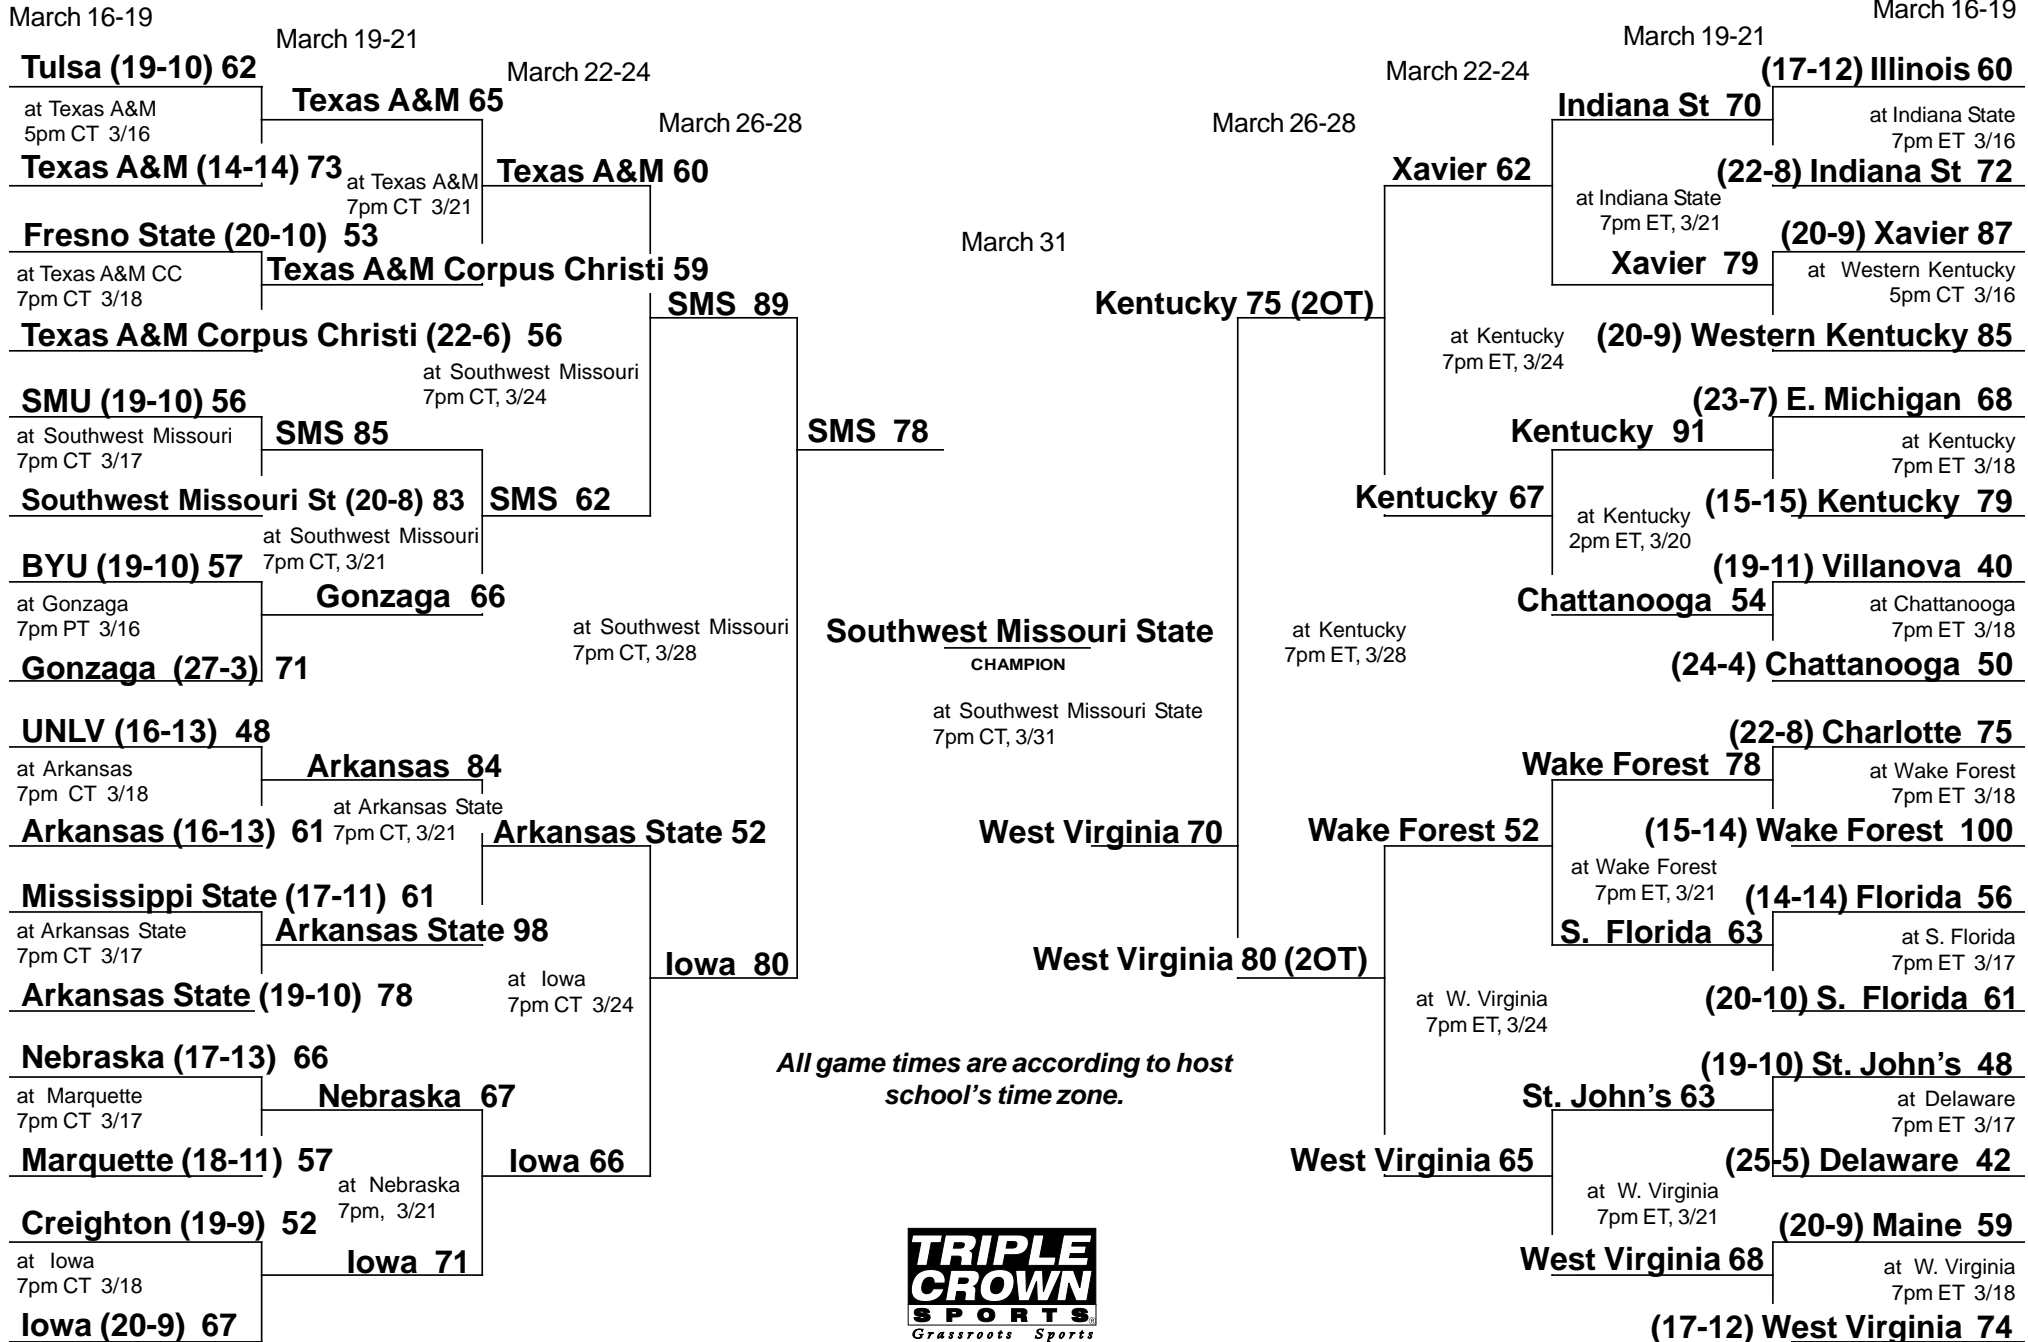 March 16-19
March 19-21
March 22-24
March 26-28
Tulsa (19-10) 62
at Texas A&M
5pm CT 3/16
Texas A&M (14-14) 73
Fresno State (20-10) 53
at Texas A&M CC
7pm CT 3/18
Texas A&M Corpus Christi (22-6) 56
SMU (19-10) 56
at Southwest Missouri
7pm CT 3/17
Southwest Missouri St (20-8) 83
BYU (19-10) 57
at Gonzaga
7pm PT 3/16
Gonzaga (27-3) 71
UNLV (16-13) 48
at Arkansas
7pm CT 3/18
Arkansas (16-13) 61
Mississippi State (17-11) 61
at Arkansas State
7pm CT 3/17
Arkansas State (19-10) 78
Nebraska (17-13) 66
at Marquette
7pm CT 3/17
Marquette (18-11) 57
Creighton (19-9) 52
at Iowa
7pm CT 3/18
Iowa (20-9) 67
Texas A&M 65
at Texas A&M
7pm CT 3/21
Texas A&M Corpus Christi 59
SMS 85
at Southwest Missouri
7pm CT, 3/21
Gonzaga 66
Arkansas 84
at Arkansas State
7pm CT, 3/21
Arkansas State 98
Nebraska 67
at Nebraska
7pm, 3/21
Iowa 71
Texas A&M 60
at Southwest Missouri
7pm CT, 3/24
SMS 62
Arkansas State 52
at Iowa
7pm CT 3/24
Iowa 66
SMS 89
at Southwest Missouri
7pm CT, 3/28
Iowa 80
SMS 78
March 31
Southwest Missouri State
CHAMPION
at Southwest Missouri State
7pm CT, 3/31
West Virginia 70
All game times are according to host
school's time zone.
TRIPLE
CROWN
SPORTS®
Grassroots Sports
March 26-28
March 22-24
March 19-21
March 16-19
Kentucky 75 (2OT)
at Kentucky
7pm ET, 3/28
West Virginia 80 (2OT)
Xavier 62
at Kentucky
7pm ET, 3/24
Kentucky 67
Wake Forest 52
at W. Virginia
7pm ET, 3/24
West Virginia 65
Indiana St 70
at Indiana State
7pm ET, 3/21
Xavier 79
Kentucky 91
at Kentucky
2pm ET, 3/20
Chattanooga 54
Wake Forest 78
at Wake Forest
7pm ET, 3/21
S. Florida 63
St. John's 63
at W. Virginia
7pm ET, 3/21
West Virginia 68
(17-12) Illinois 60
at Indiana State
7pm ET 3/16
(22-8) Indiana St 72
(20-9) Xavier 87
at Western Kentucky
5pm CT 3/16
(20-9) Western Kentucky 85
(23-7) E. Michigan 68
at Kentucky
7pm ET 3/18
(15-15) Kentucky 79
(19-11) Villanova 40
at Chattanooga
7pm ET 3/18
(24-4) Chattanooga 50
(22-8) Charlotte 75
at Wake Forest
7pm ET 3/18
(15-14) Wake Forest 100
(14-14) Florida 56
at S. Florida
7pm ET 3/17
(20-10) S. Florida 61
(19-10) St. John's 48
at Delaware
7pm ET 3/17
(25-5) Delaware 42
(20-9) Maine 59
at W. Virginia
7pm ET 3/18
(17-12) West Virginia 74